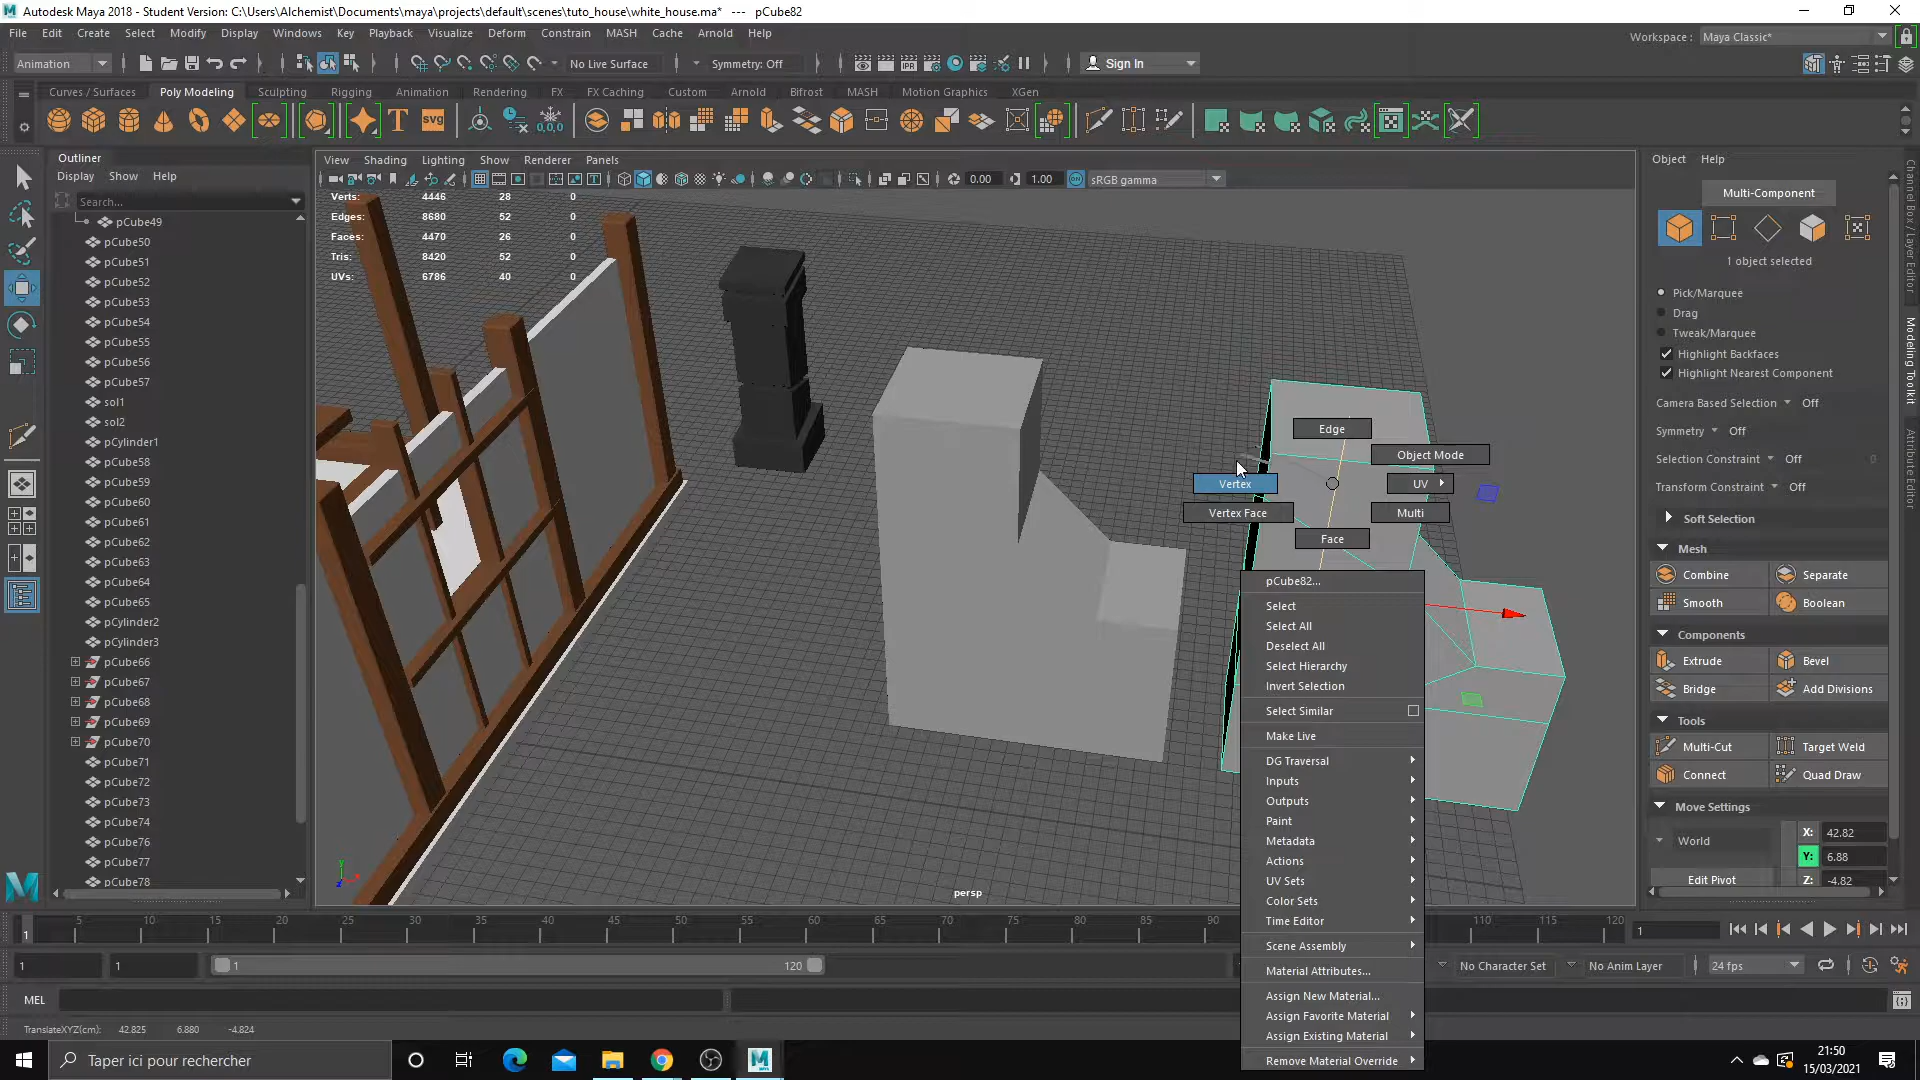 Autodesk Maya 2018 - Student Version: C:\Users\Alchemist\Documents\maya\projects\default\scenes\tuto_house\white_house.ma* --- pCube82
File Edit Create Select Modify Display Windows Key Playback Visualize Deform Constrain MASH Cache Arnold Help
Workspace : Maya Classic*
Animation
No Live Surface
Symmetry: Off
Sign In
Curves / Surfaces Poly Modeling Sculpting Rigging Animation Rendering FX FX Caching Custom Arnold Bifrost MASH Motion Graphics XGen
T svg 0,0,0
Outliner
Display Show Help
Search...
pCube49
pCube50
pCube51
pCube52
pCube53
pCube54
pCube55
pCube56
pCube57
sol1
sol2
pCylinder1
pCube58
pCube59
pCube60
pCube61
pCube62
pCube63
pCube64
pCube65
pCylinder2
pCylinder3
pCube66
pCube67
pCube68
pCube69
pCube70
pCube71
pCube72
pCube73
pCube74
pCube76
pCube77
pCube78
View Shading Lighting Show Renderer Panels
0.00 1.00 sRGB gamma
Verts: 4446 28 0
Edges: 8680 52 0
Faces: 4470 26 0
Tris: 8420 52 0
UVs: 6786 40 0
Edge
Object Mode
Vertex
UV
Vertex Face
Multi
Face
pCube82...
Select
Select All
Deselect All
Select Hierarchy
Invert Selection
Select Similar
Make Live
DG Traversal
Inputs
Outputs
Paint
Metadata
Actions
UV Sets
Color Sets
Time Editor
Scene Assembly
Material Attributes...
Assign New Material...
Assign Favorite Material
Assign Existing Material
Remove Material Override
persp
Object Help
Multi-Component
1 object selected
Pick/Marquee
Drag
Tweak/Marquee
Highlight Backfaces
Highlight Nearest Component
Camera Based Selection Off
Symmetry Off
Selection Constraint Off 0
Transform Constraint Off
Soft Selection
Mesh
Combine Separate
Smooth Boolean
Components
Extrude Bevel
Bridge Add Divisions
Tools
Multi-Cut Target Weld
Connect Quad Draw
Move Settings
World
X: 42.82
Y: 6.88
Z: -4.82
Edit Pivot
Channel Box / Layer Editor
Modeling Toolkit
Attribute Editor
5 10 15 20 25 30 35 40 45 50 55 60 65 70 75 80 85 90 110 115 120
1
1
1 1 1 120
No Character Set No Anim Layer 24 fps
MEL
TranslateXYZ(cm): 42.825 6.880 -4.824
Taper ici pour rechercher
21:50
15/03/2021